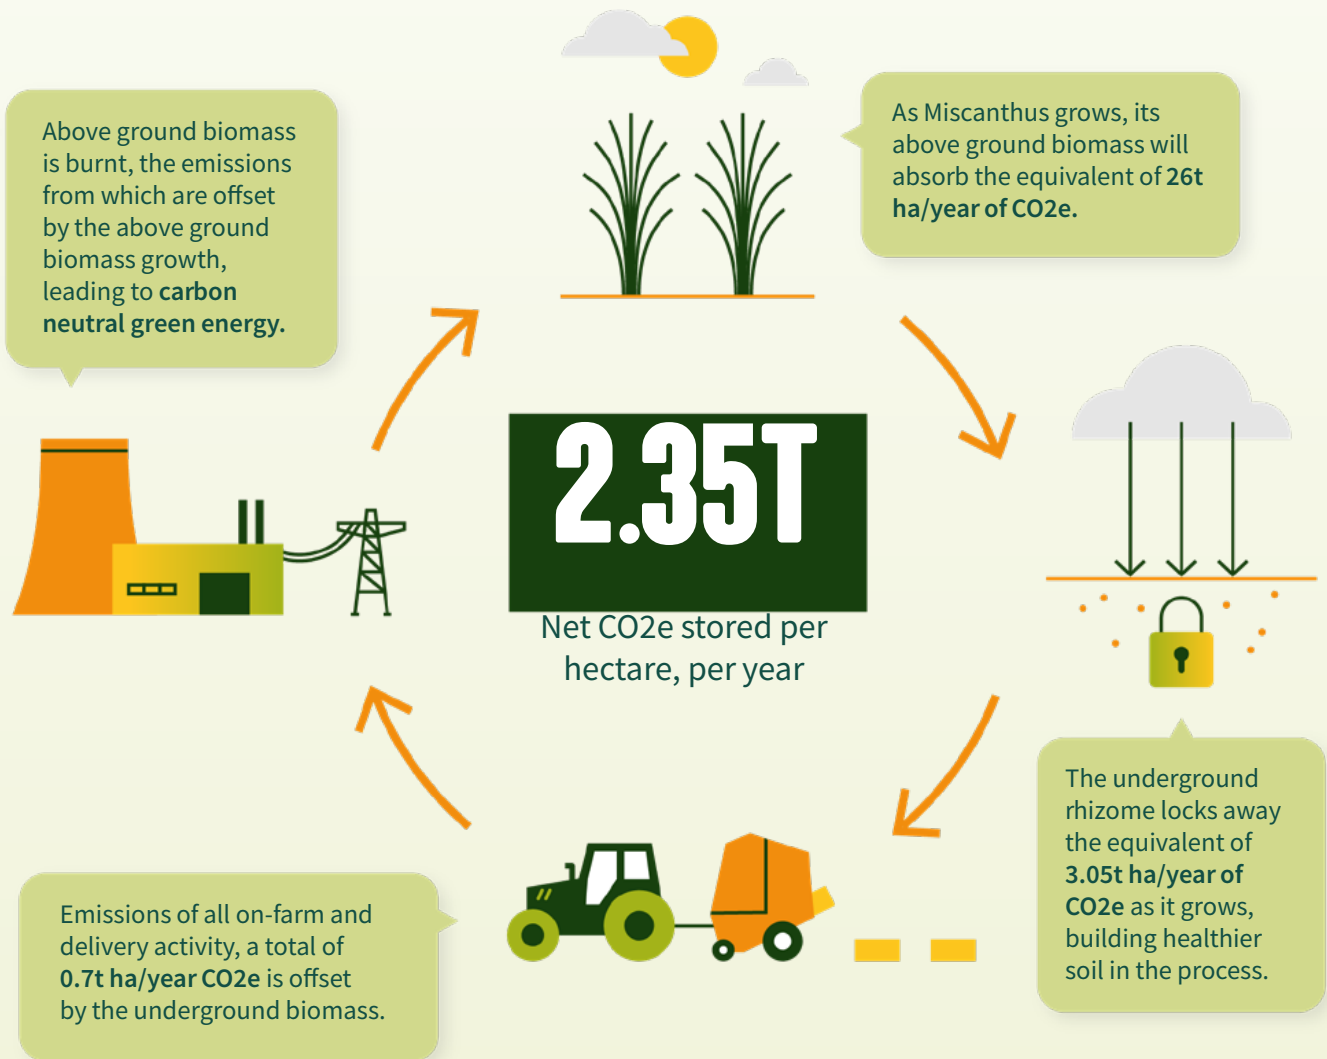 Above ground biomass
is burnt, the emissions
from which are offset
by the above ground
biomass growth,
leading to carbon
neutral green energy.
As Miscanthus grows, its
above ground biomass will
absorb the equivalent of 26t
ha/year of CO2e.
2.35T
Net CO2e stored per
hectare, per year
The underground
rhizome locks away
the equivalent of
3.05t ha/year of
CO2e as it grows,
building healthier
soil in the process.
Emissions of all on-farm and
delivery activity, a total of
0.7t ha/year CO2e is offset
by the underground biomass.